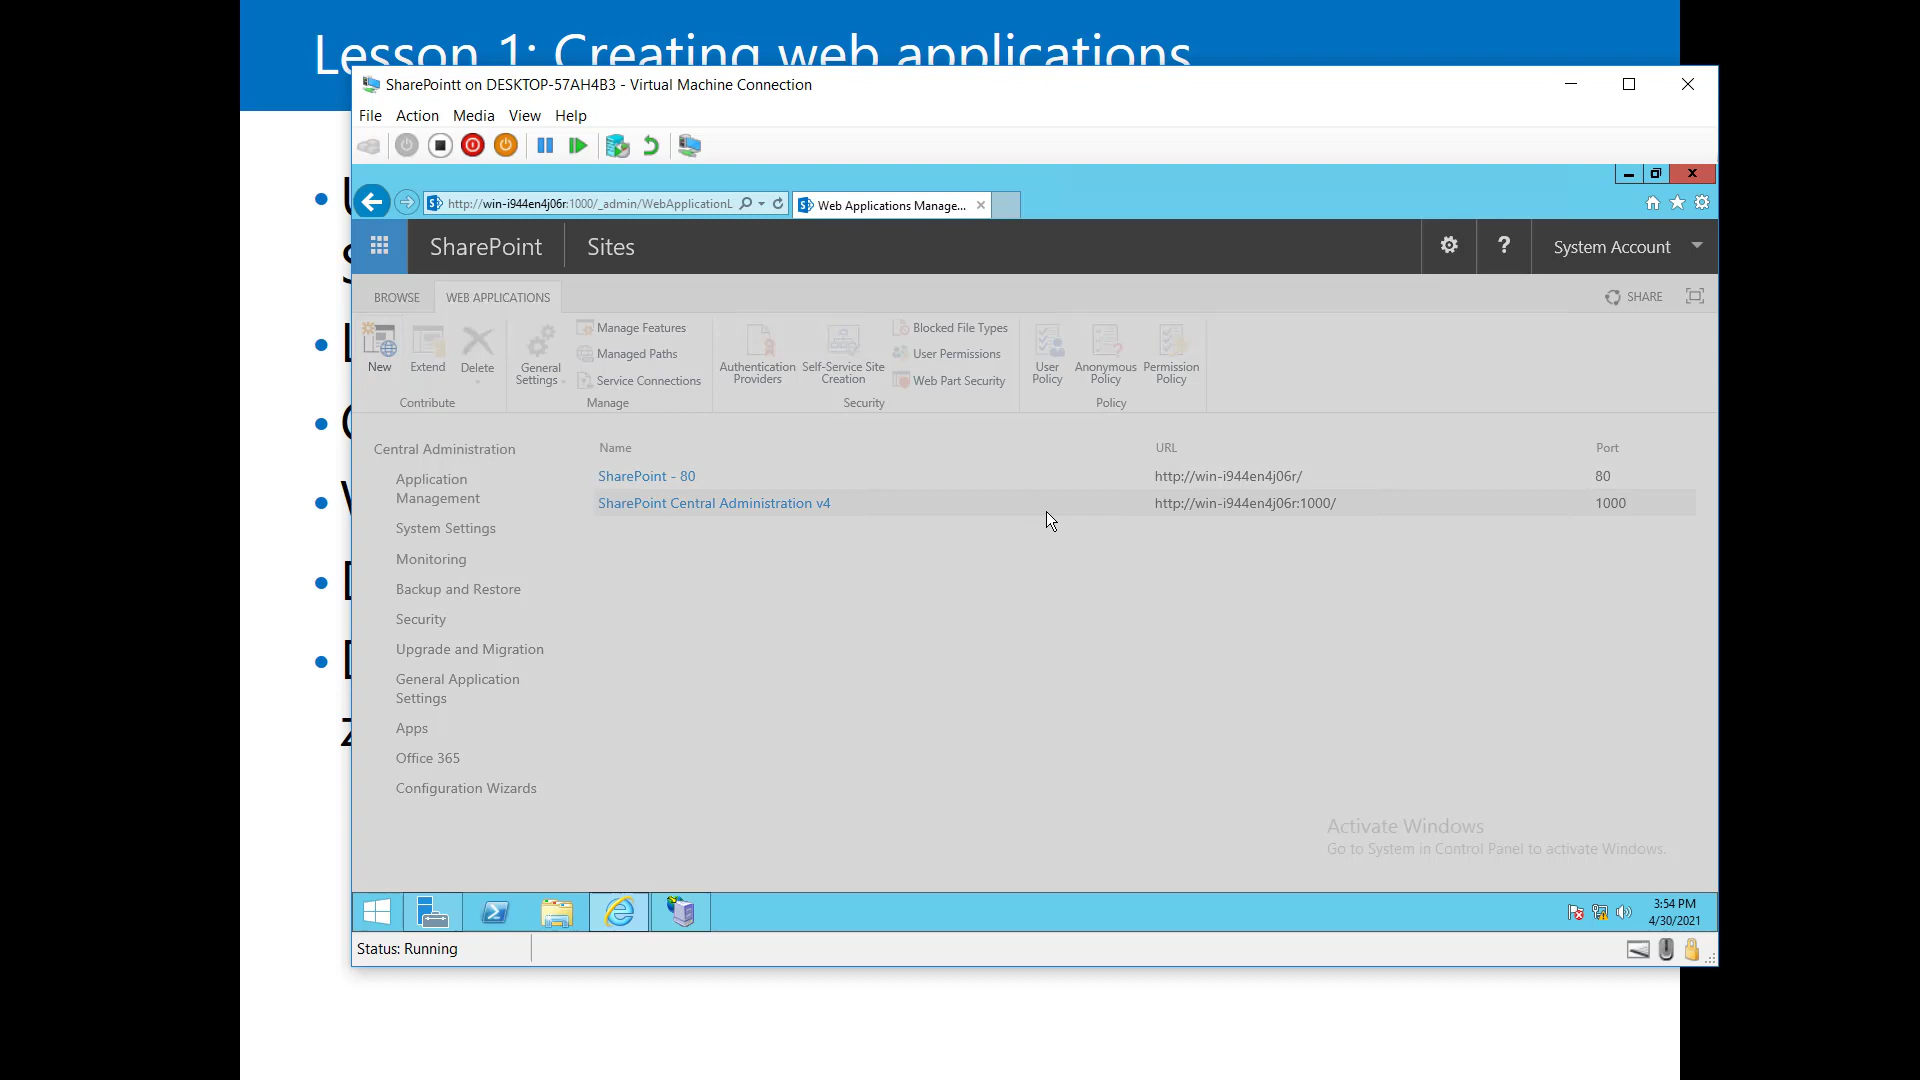 Lesson 1: Creating web applications
SharePointt on DESKTOP-57AH4B3 - Virtual Machine Connection
File Action Media View Help
http://win-i944en4j06r:1000/_admin/WebApplicationL
Web Applications Manage...
SharePoint Sites
? System Account
BROWSE WEB APPLICATIONS
SHARE
New
Extend
Delete
Contribute
General Settings
Manage Features
Managed Paths
Service Connections
Manage
Authentication Providers
Self-Service Site Creation
Blocked File Types
User Permissions
Web Part Security
Security
User Policy
Anonymous Policy
Permission Policy
Policy
Central Administration
Application
Management
System Settings
Monitoring
Backup and Restore
Security
Upgrade and Migration
General Application
Settings
Apps
Office 365
Configuration Wizards
Name URL Port
SharePoint - 80 http://win-i944en4j06r/ 80
SharePoint Central Administration v4 http://win-i944en4j06r:1000/ 1000
Activate Windows
Go to System in Control Panel to activate Windows.
3:54 PM
4/30/2021
Status: Running